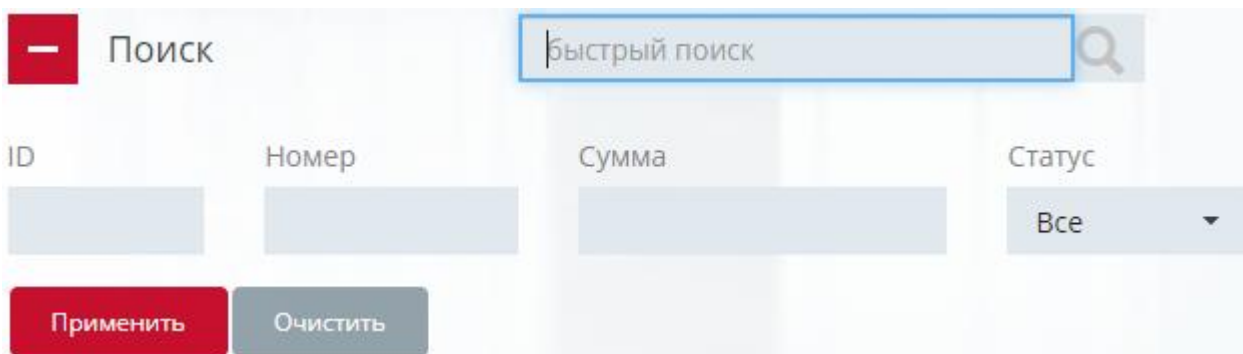 Поиск
быстрый поиск
ID Номер Сумма Статус
Все
Применить Очистить